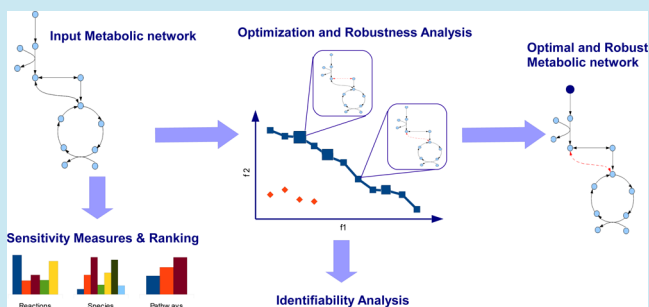 Input Metabolic network
Optimization and Robustness Analysis
Optimal and Robust
Metabolic network
f 2
f1
Sensitivity Measures & Ranking
Reactions
Species
Pathways
Identifiability Analysis